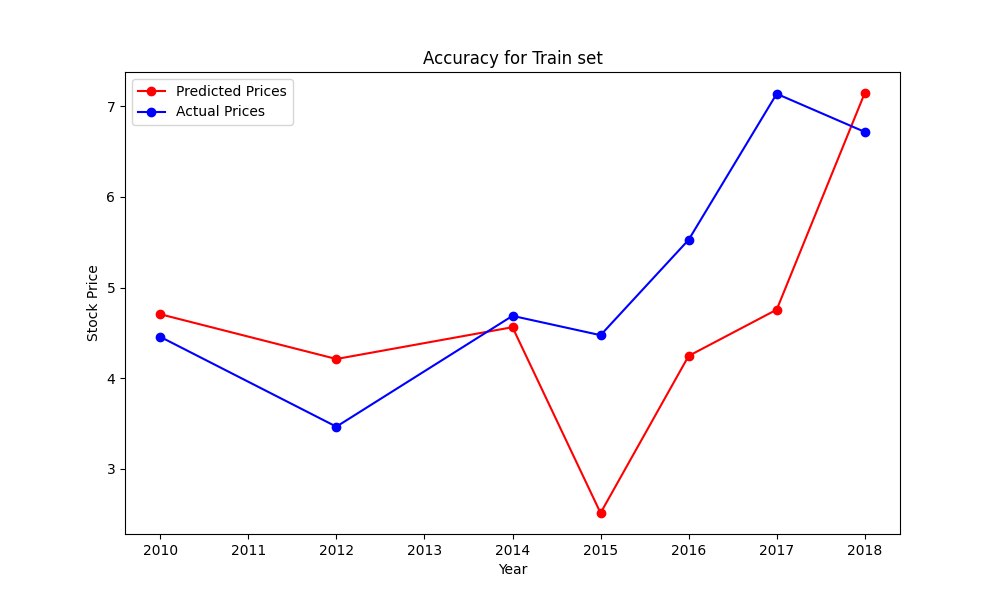 Accuracy for Train set
Predicted Prices
Actual Prices
7
6
5
4
3
Stock Price
2010 2011 2012 2013 2014 2015 2016 2017 2018
Year